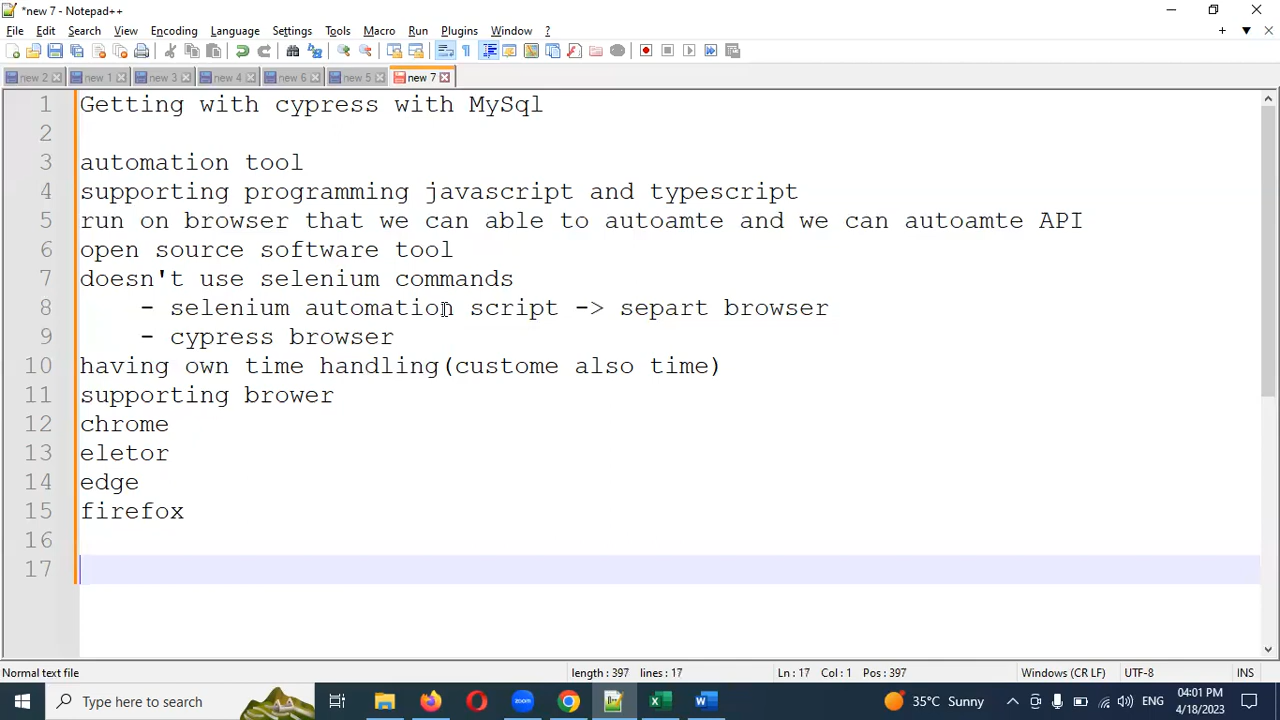 *new 7 - Notepad++
File Edit Search View Encoding Language Settings Tools Macro Run Plugins Window ?
new 2 new 1 new 3 new 4 new 6 new 5 new 7
1 Getting with cypress with MySql
2
3 automation tool
4 supporting programming javascript and typescript
5 run on browser that we can able to autoamte and we can autoamte API
6 open source software tool
7 doesn't use selenium commands
8 - selenium automation script -> separt browser
9 - cypress browser
10 having own time handling(custome also time)
11 supporting brower
12 chrome
13 eletor
14 edge
15 firefox
16
17
Normal text file length : 397 lines : 17 Ln : 17 Col : 1 Pos : 397 Windows (CR LF) UTF-8 INS
Type here to search zoom 35°C Sunny ENG 04:01 PM
4/18/2023